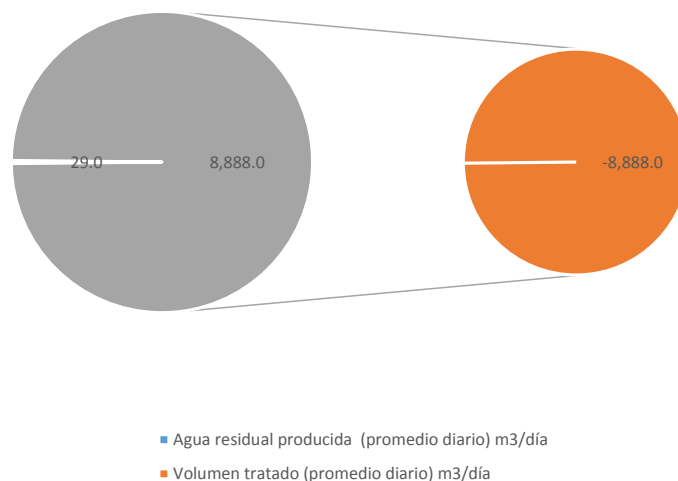 29.0 8,888.0 -8,888.0
Agua residual producida (promedio diario) m3/día
Volumen tratado (promedio diario) m3/día